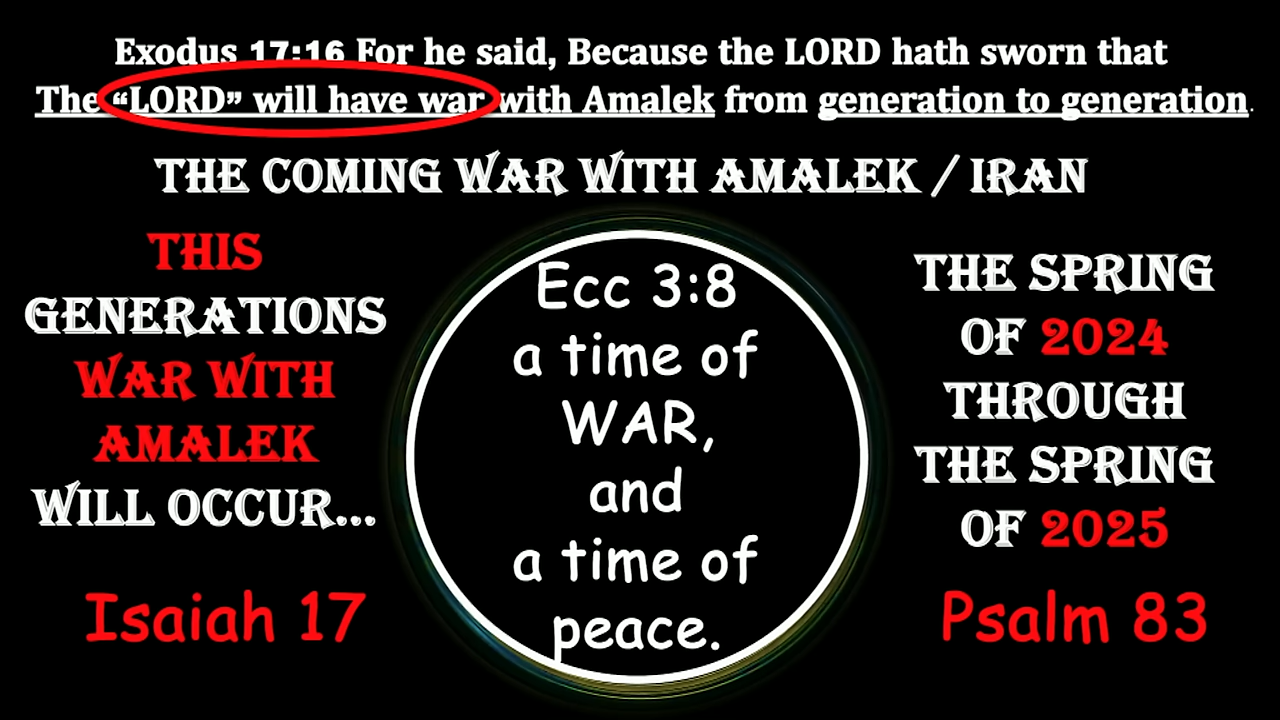 Exodus 17:16 For he said, Because the LORD hath sworn that
The “LORD” will have war with Amalek from generation to generation.
THE COMING WAR WITH AMALEK / IRAN
THIS
GENERATIONS
WAR WITH
AMALEK
WILL OCCUR...
Isaiah 17
Ecc 3:8
a time of
WAR,
and
a time of
peace.
THE SPRING
OF 2024
THROUGH
THE SPRING
OF 2025
Psalm 83